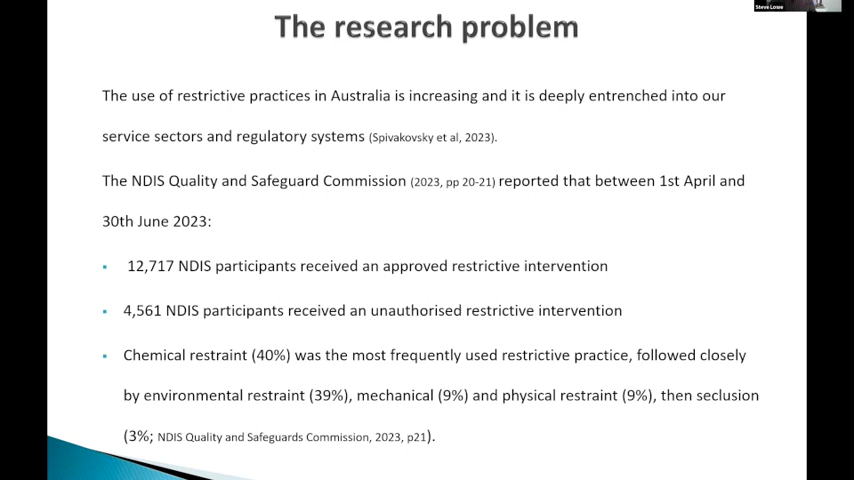 Steve Lowe
The research problem
The use of restrictive practices in Australia is increasing and it is deeply entrenched into our
service sectors and regulatory systems (Spivakovsky et al, 2023).
The NDIS Quality and Safeguard Commission (2023, pp 20-21) reported that between 1st April and
30th June 2023:
▪ 12,717 NDIS participants received an approved restrictive intervention
▪ 4,561 NDIS participants received an unauthorised restrictive intervention
▪ Chemical restraint (40%) was the most frequently used restrictive practice, followed closely
by environmental restraint (39%), mechanical (9%) and physical restraint (9%), then seclusion
(3%; NDIS Quality and Safeguards Commission, 2023, p21).